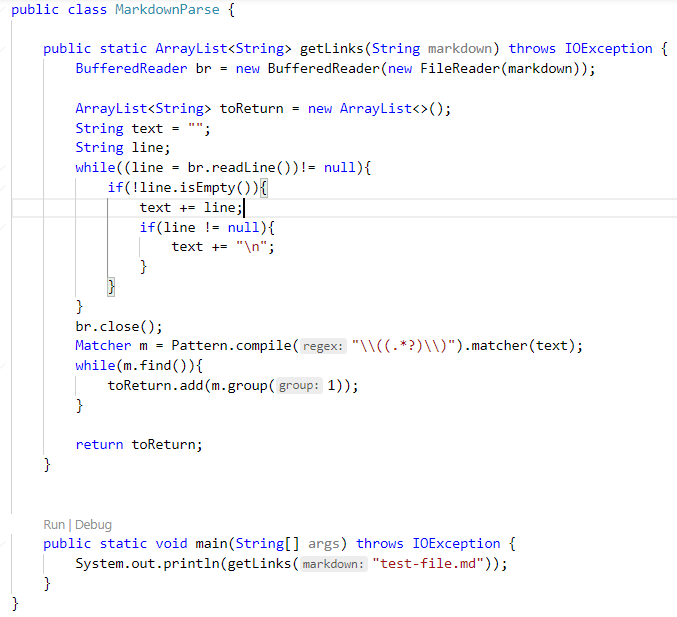 public class MarkdownParse {
    public static ArrayList<String> getLinks(String markdown) throws IOException {
        BufferedReader br = new BufferedReader(new FileReader(markdown));
        ArrayList<String> toReturn = new ArrayList<>();
        String text = "";
        String line;
        while((line = br.readLine())!= null){
            if(!line.isEmpty()){
                text += line;
                if(line != null){
                    text += "\n";
                }
            }
        }
        br.close();
        Matcher m = Pattern.compile(regex: "\\((.*?)\\)").matcher(text);
        while(m.find()){
            toReturn.add(m.group(group: 1));
        }
        return toReturn;
    }
    Run | Debug
    public static void main(String[] args) throws IOException {
        System.out.println(getLinks(markdown: "test-file.md"));
    }
}